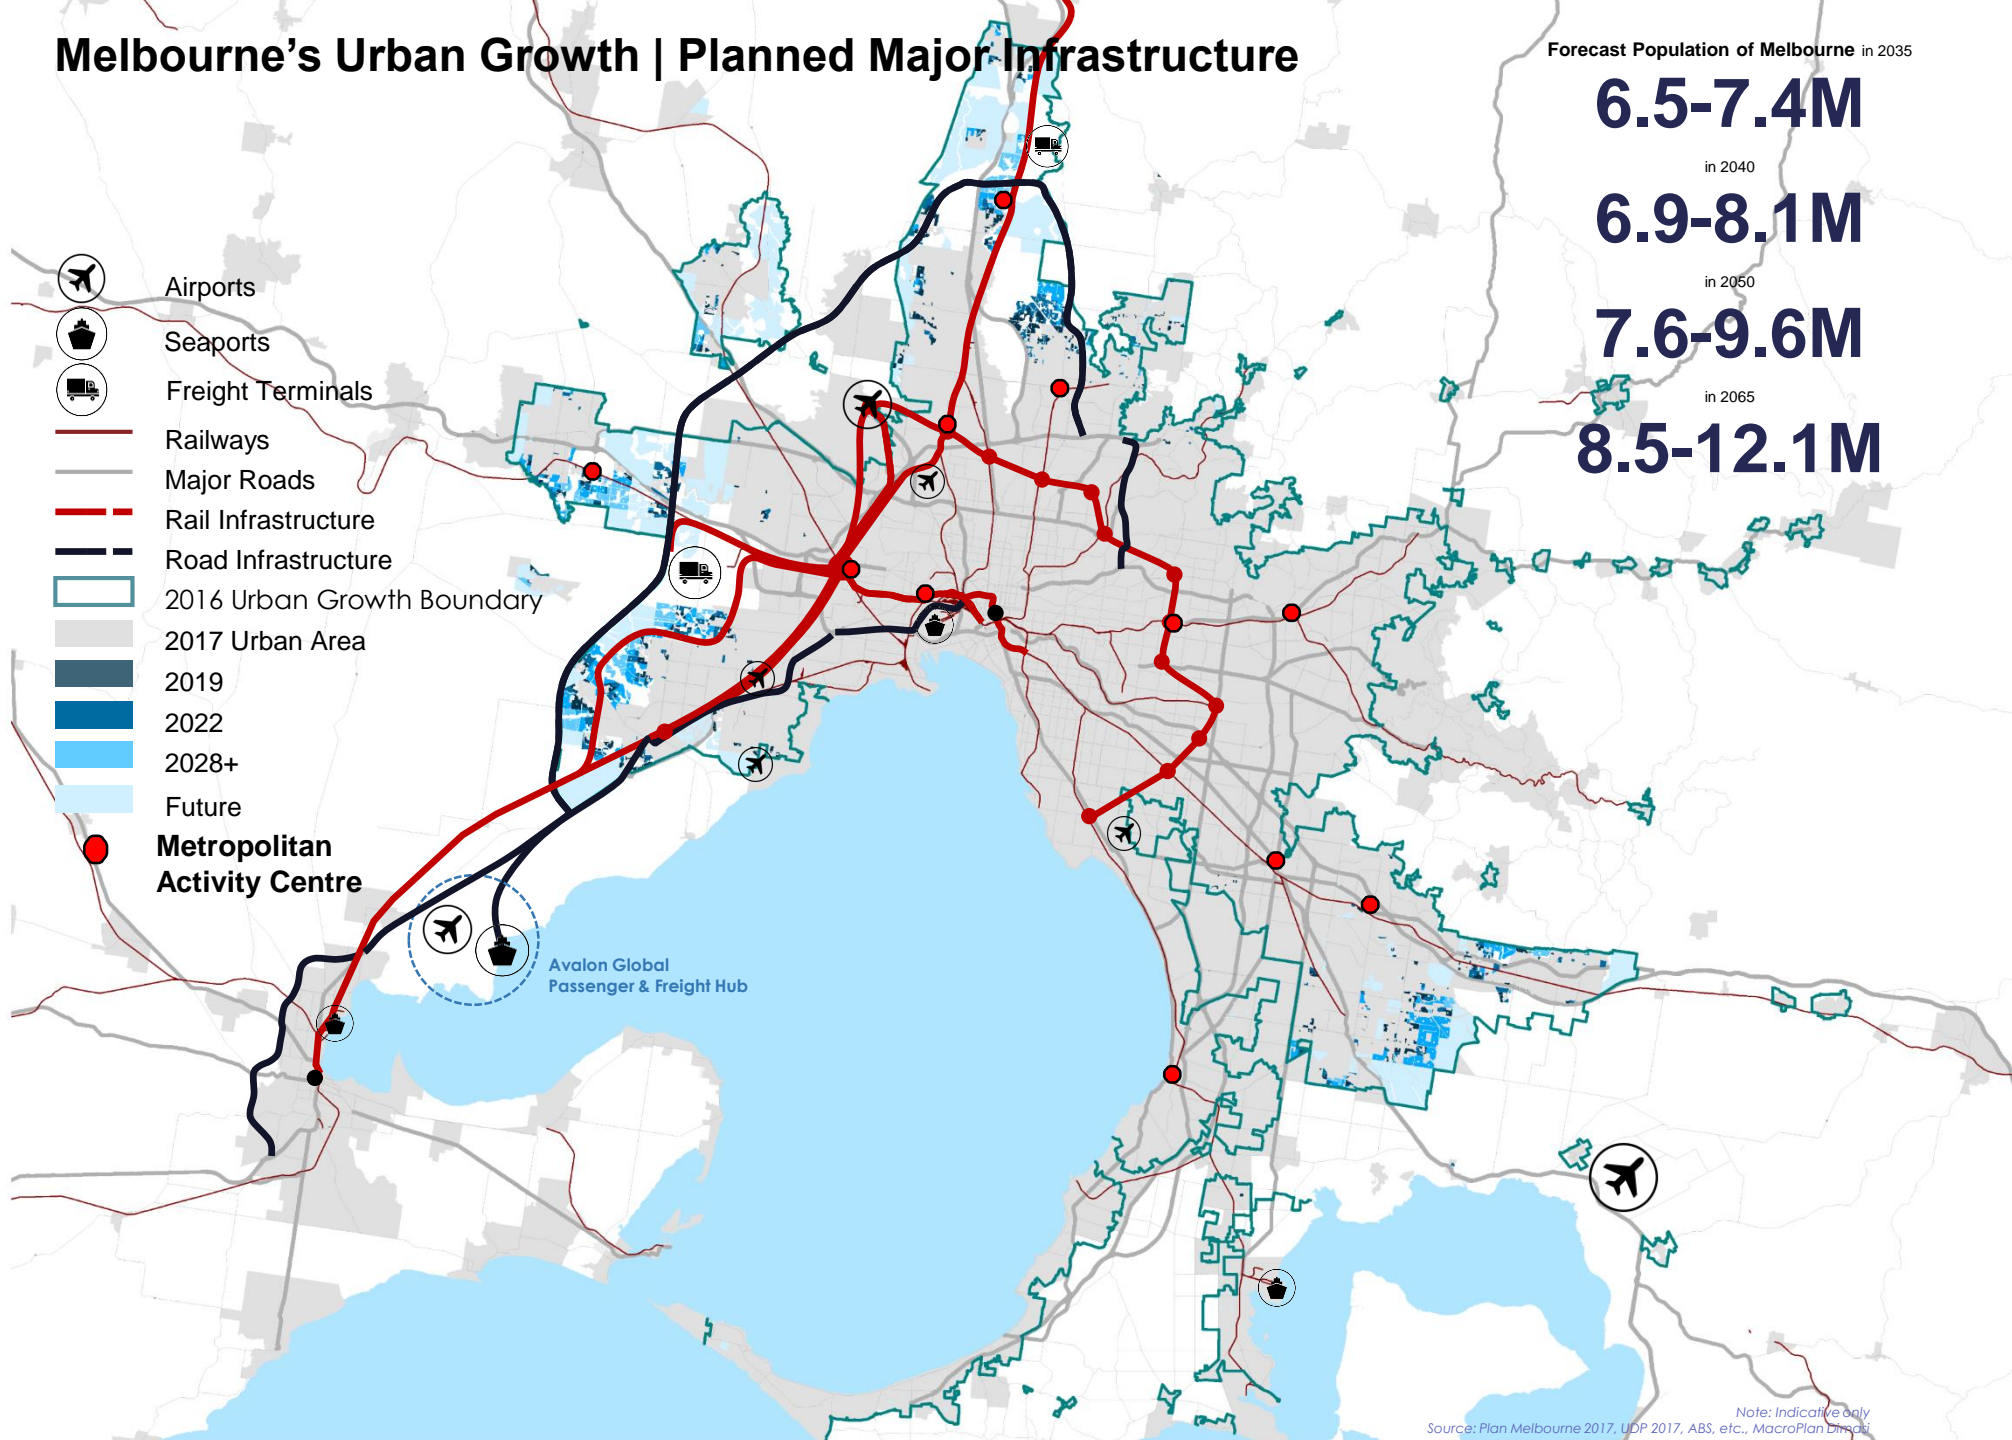 Melbourne's Urban Growth | Planned Major Infrastructure
Forecast Population of Melbourne in 2035
6.5-7.4M
in 2040
6.9-8.1M
in 2050
7.6-9.6M
in 2065
8.5-12.1M
Airports
Seaports
Freight Terminals
Railways
Major Roads
Rail Infrastructure
Road Infrastructure
2016 Urban Growth Boundary
2017 Urban Area
2019
2022
2028+
Future
Metropolitan
Activity Centre
Avalon Global
Passenger & Freight Hub
Note: Indicative only
Source: Plan Melbourne 2017, UDP 2017, ABS, etc., MacroPlan Dimasi